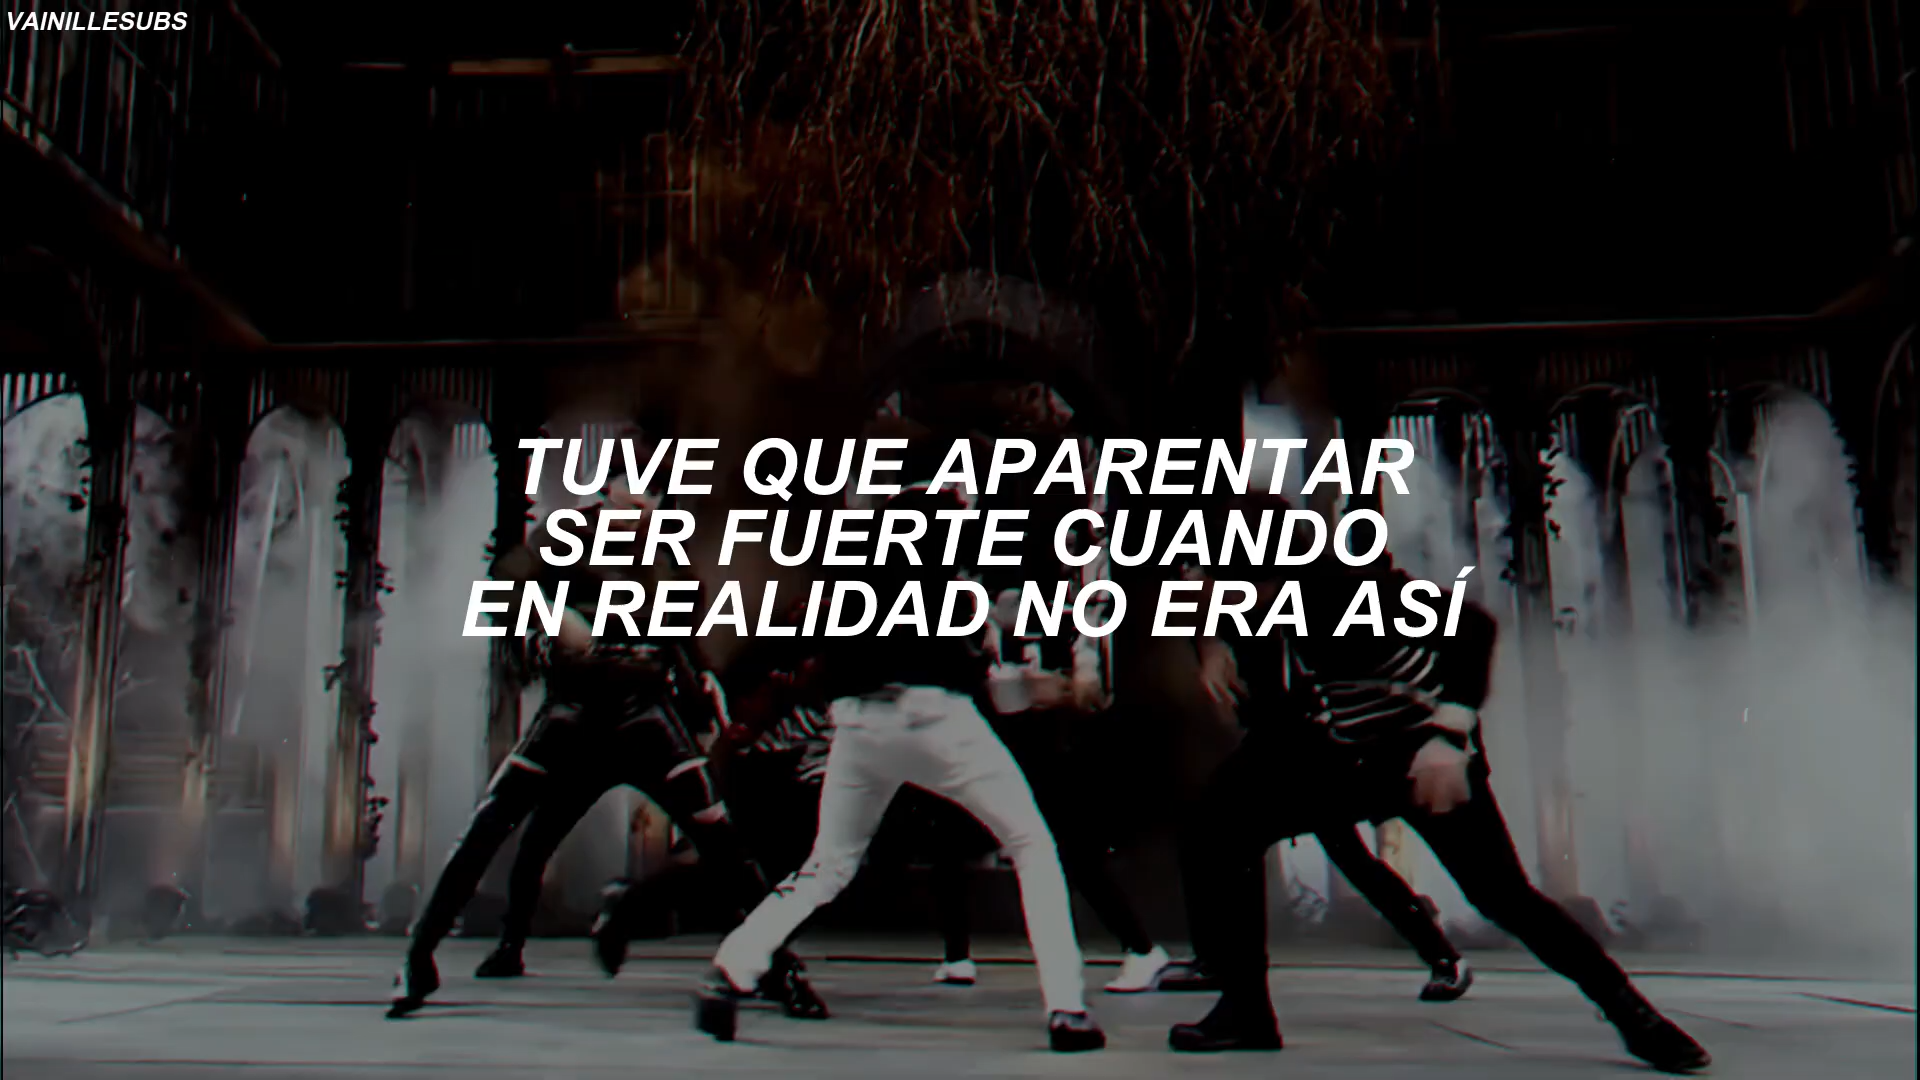 VAINILLESUBS
TUVE QUE APARENTAR
SER FUERTE CUANDO
EN REALIDAD NO ERA ASÍ